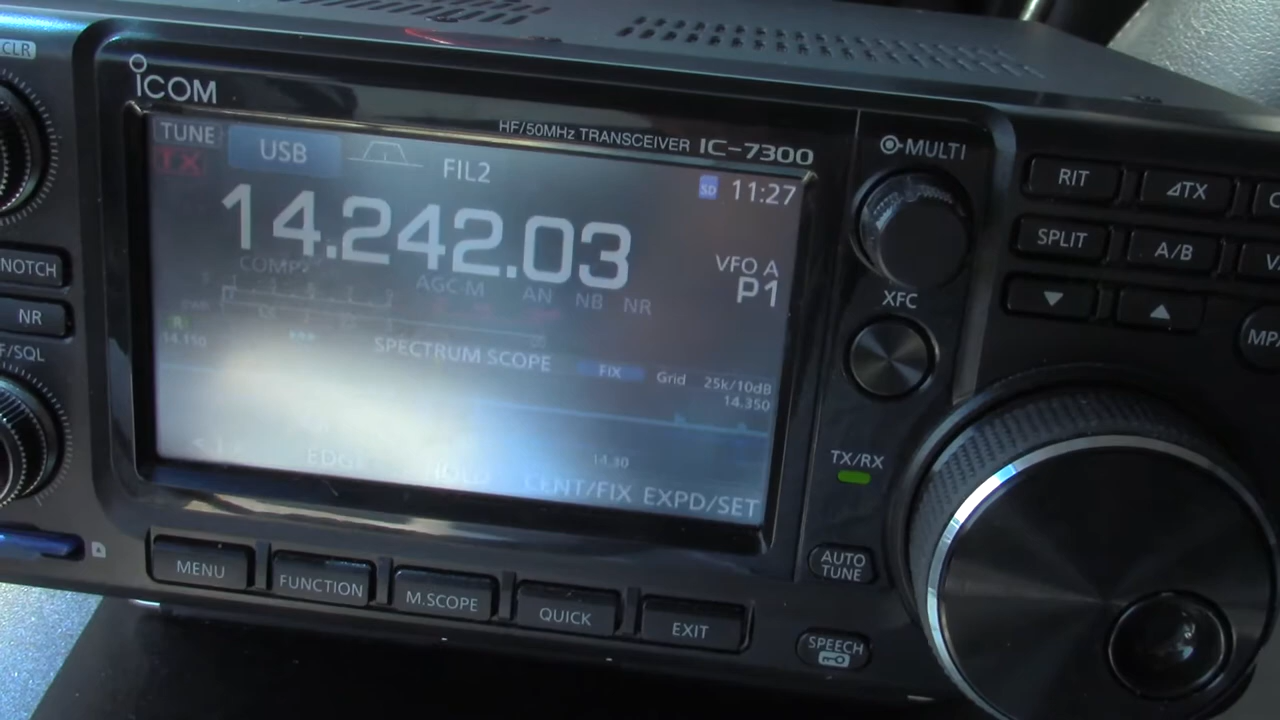 CLR
ICOM
HF/50MHz TRANSCEIVER IC-7300
MULTI
TUNE
TX
USB
FIL2
SD
11:27
RIT
⊿TX
14.242.03
VFO A
P1
SPLIT
A/B
NOTCH
COMP
AGC-M
AN
NB
NR
XFC
NR
14.150
SPECTRUM SCOPE
FIX
Grid
25k/10dB
14.350
F/SQL
EDGE
HOLD
CENT/FIX
EXPD/SET
TX/RX
MENU
FUNCTION
M.SCOPE
QUICK
EXIT
AUTO
TUNE
SPEECH